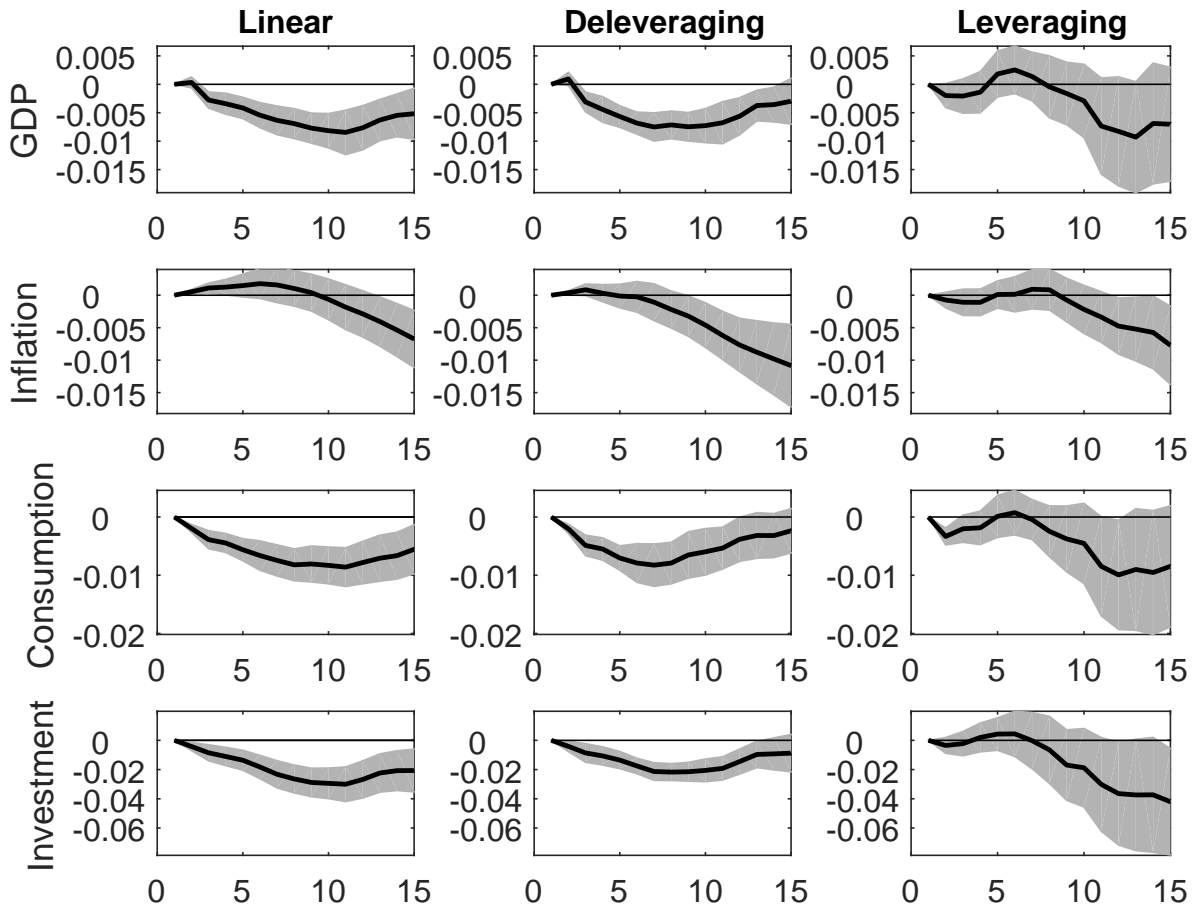 Linear Deleveraging Leveraging
GDP
0.005 0.005 0.005
0 0 0
-0.005 -0.005 -0.005
-0.01 -0.01 -0.01
-0.015 -0.015 -0.015
0 5 10 15 0 5 10 15 0 5 10 15
Inflation
0 0 0
-0.005 -0.005 -0.005
-0.01 -0.01 -0.01
-0.015 -0.015 -0.015
0 5 10 15 0 5 10 15 0 5 10 15
Consumption
0 0 0
-0.01 -0.01 -0.01
-0.02 -0.02 -0.02
0 5 10 15 0 5 10 15 0 5 10 15
Investment
0 0 0
-0.02 -0.02 -0.02
-0.04 -0.04 -0.04
-0.06 -0.06 -0.06
0 5 10 15 0 5 10 15 0 5 10 15